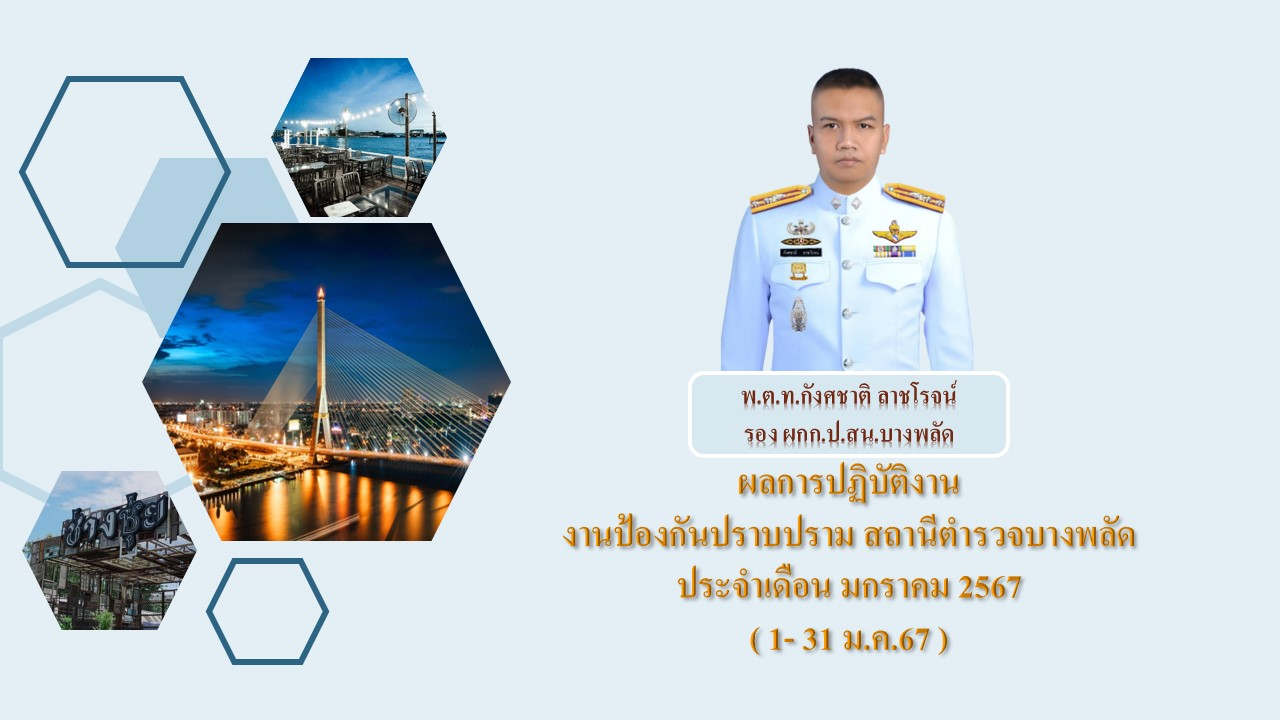 พ.ต.ท.กังศชาติ ลาชโรจน์
รอง ผกก.ป.สน.บางพลัด
ผลการปฏิบัติงาน
งานป้องกันปราบปราม สถานีตำรวจบางพลัด
ประจำเดือน มกราคม 2567
( 1- 31 ม.ค.67 )
ช่างชุ่ย